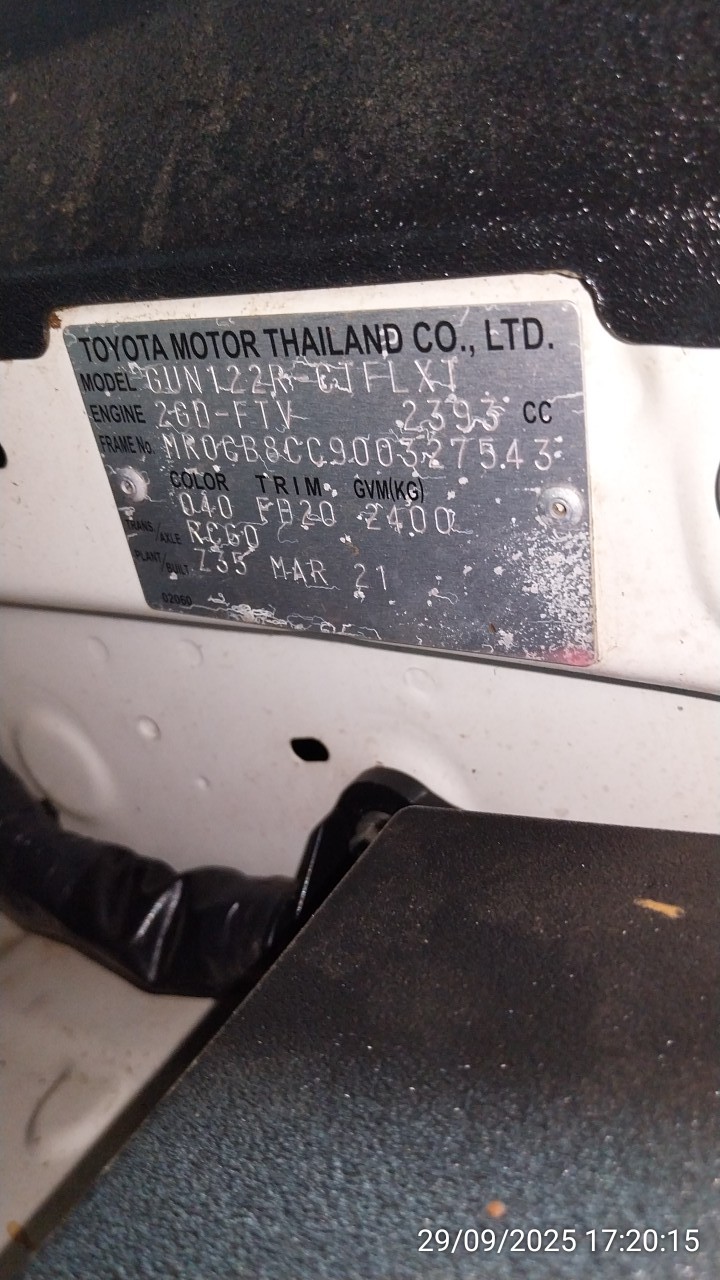 TOYOTA MOTOR THAILAND CO., LTD.
MODEL GUN122R-CTFLXT
ENGINE 2GD-FTV 2393 CC
FRAME No. MR0GB8CC900327543
COLOR TRIM GVM(KG)
040 FB20 2400
TRANS./AXLE RC60
PLANT/BUILT Z35 MAR 21
02060
29/09/2025 17:20:15